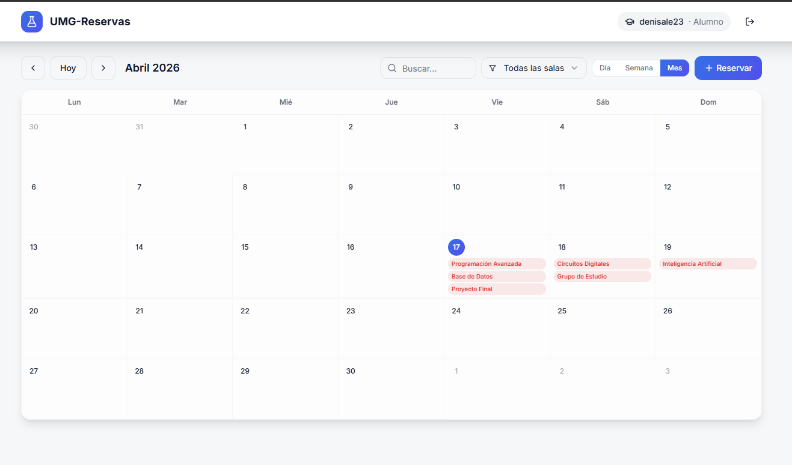 UMG-Reservas
denisale23 · Alumno
Hoy
Abril 2026
Buscar...
Todas las salas
Día Semana Mes
+ Reservar
Lun Mar Mié Jue Vie Sáb Dom
30 31 1 2 3 4 5
6 7 8 9 10 11 12
13 14 15 16 17 18 19
Programación Avanzada Circuitos Digitales Inteligencia Artificial
Base de Datos Grupo de Estudio
Proyecto Final
20 21 22 23 24 25 26
27 28 29 30 1 2 3